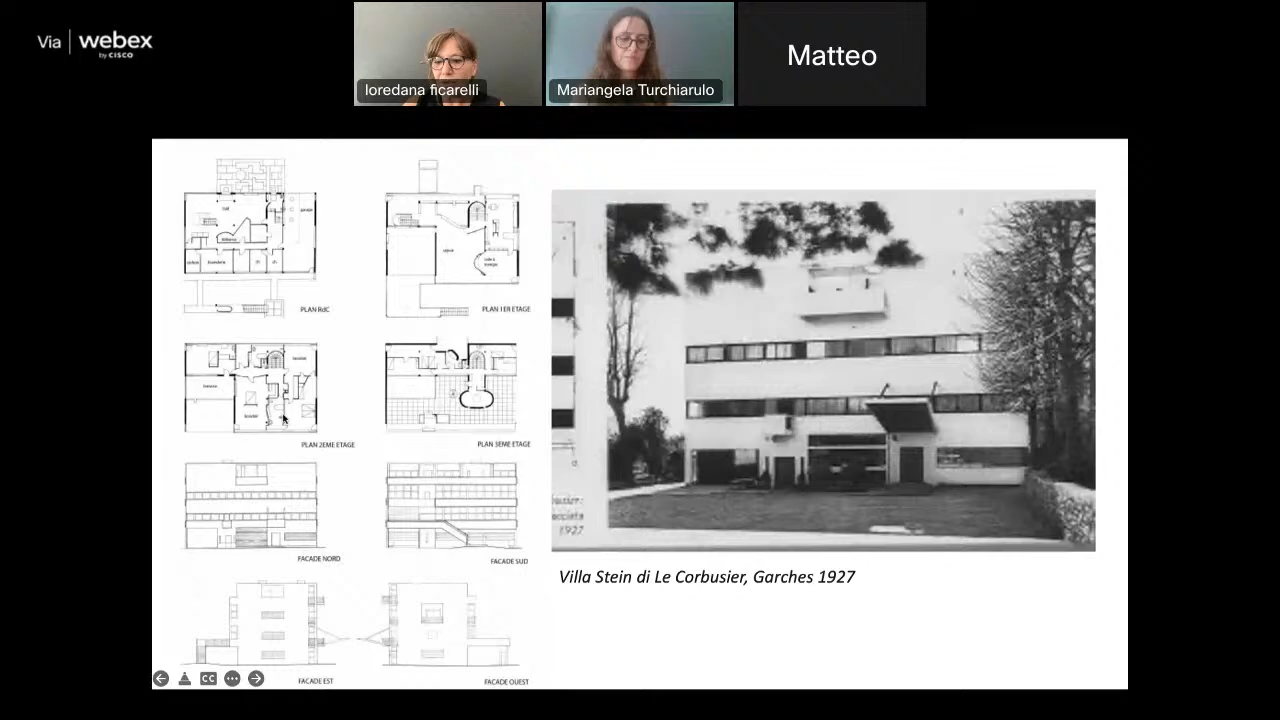 Via | webex
by CISCO
loredana ficarelli
Mariangela Turchiarulo
Matteo
PLAN RdC
PLAN 1ER ETAGE
PLAN 2EME ETAGE
PLAN 3EME ETAGE
FACADE NORD
FACADE SUD
FACADE EST
FACADE OUEST
1927
Villa Stein di Le Corbusier, Garches 1927
CC